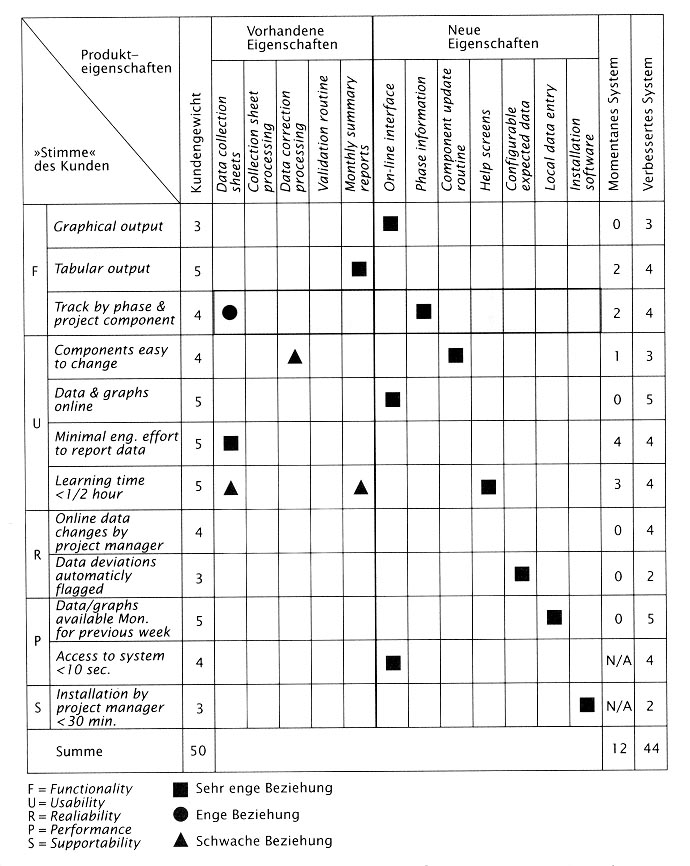 Produkt–
eigenschaften
»Stimme«
des Kunden
Kundengewicht
Vorhandene
Eigenschaften
Neue
Eigenschaften
Data collection
sheets
Collection sheet
processing
Data correction
processing
Validation routine
Monthly summary
reports
On-line interface
Phase information
Component update
routine
Help screens
Configurable
expected data
Local data entry
Installation
software
Momentanes System
Verbessertes System
F
Graphical output 3 0 3
Tabular output 5 2 4
Track by phase &
project component 4 2 4
U
Components easy
to change 4 1 3
Data & graphs
online 5 0 5
Minimal eng. effort
to report data 5 4 4
Learning time
<1/2 hour 5 3 4
R
Online data
changes by
project manager 4 0 4
Data deviations
automaticly
flagged 3 0 2
P
Data/graphs
available Mon.
for previous week 5 0 5
Access to system
<10 sec. 4 N/A 4
S
Installation by
project manager
<30 min. 3 N/A 2
Summe 50 12 44
F = Functionality
U = Usability
R = Realiability
P = Performance
S = Supportability
Sehr enge Beziehung
Enge Beziehung
Schwache Beziehung